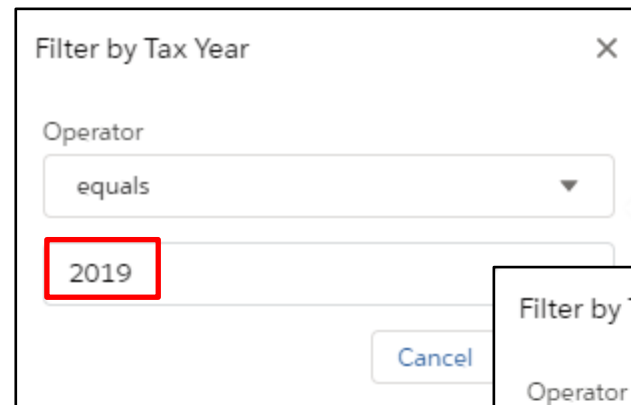 Filter by Tax Year
Operator
equals
2019
Cancel
Filter by
Operator